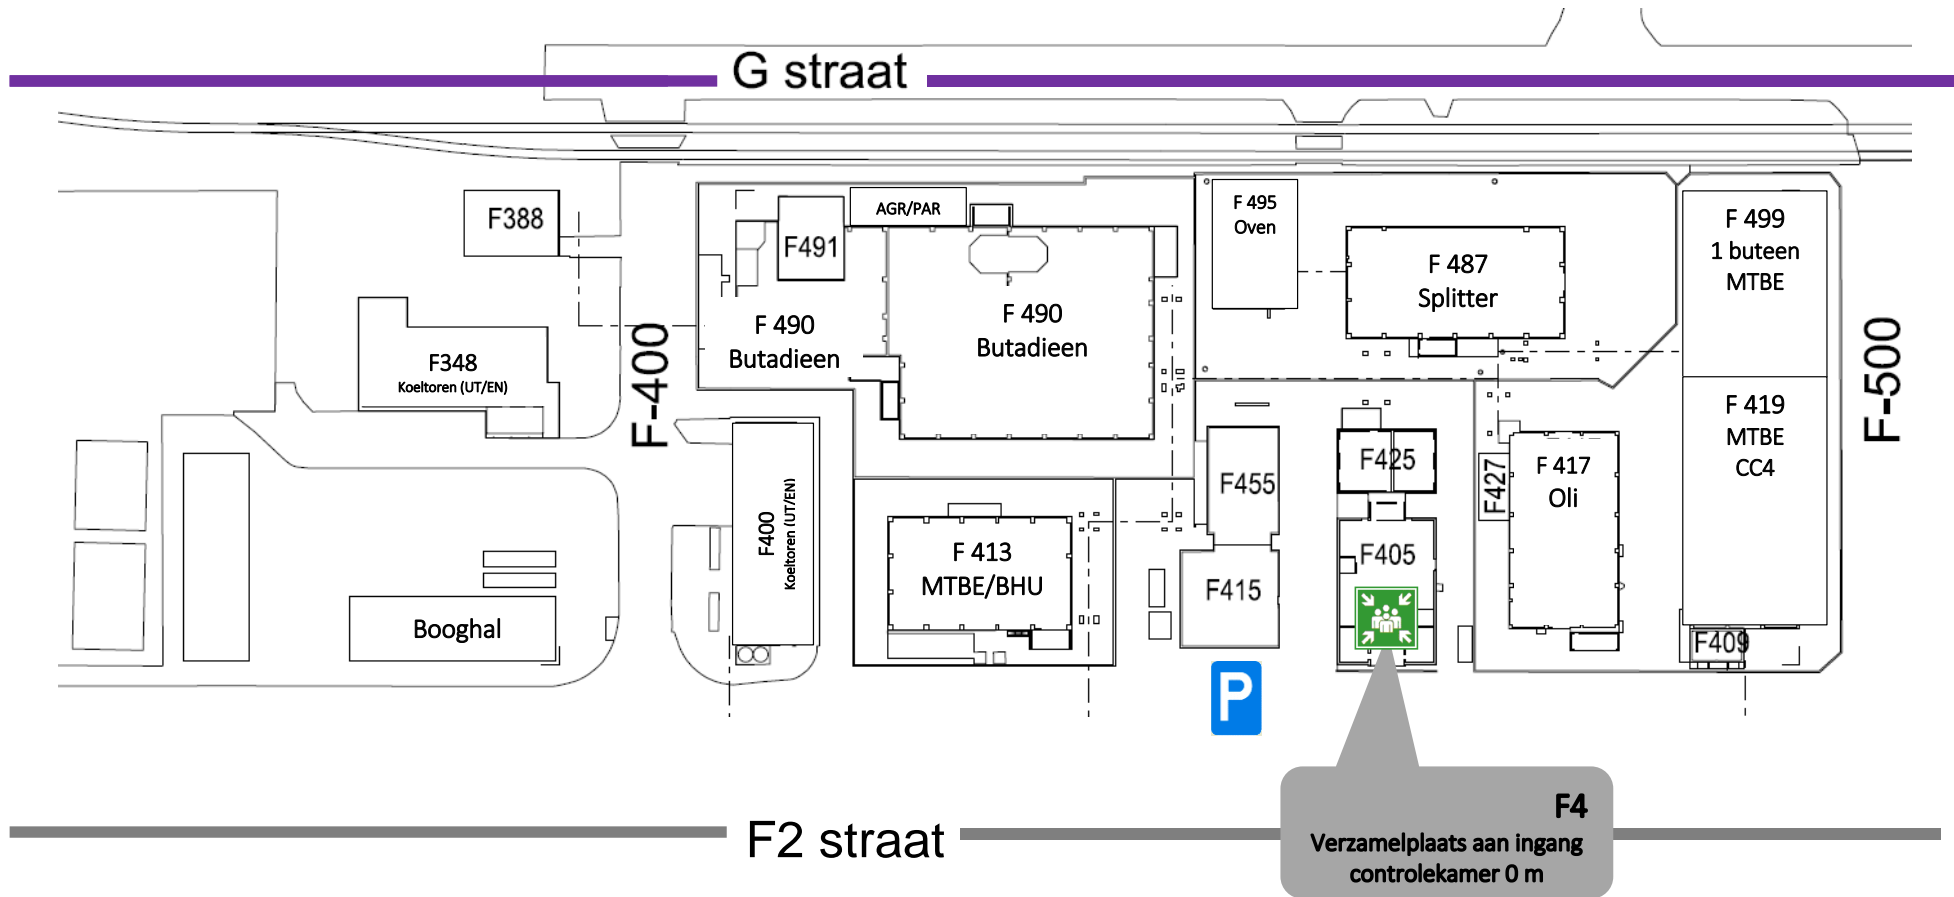 G straat
F388
F491
AGR/PAR
F 495
Oven
F 487
Splitter
F 499
1 buteen
MTBE
F 490
Butadieen
F 490
Butadieen
F348
Koeltoren (UT/EN)
F-400
F-500
F 419
MTBE
CC4
F400
Koeltoren (UT/EN)
F455
F425
F427
F 417
Oli
F 413
MTBE/BHU
F415
F405
Booghal
F409
P
F4
Verzamelplaats aan ingang
controlekamer 0 m
F2 straat